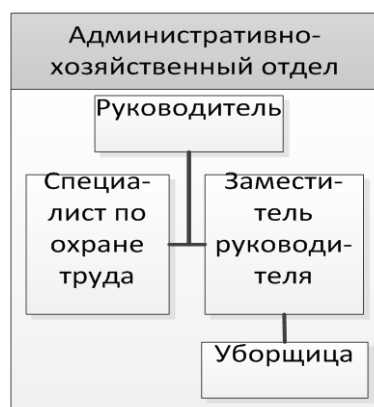 Административно-
хозяйственный отдел
Руководитель
Специа-
лист по
охране
труда
Замести-
тель
руководи-
теля
Уборщица